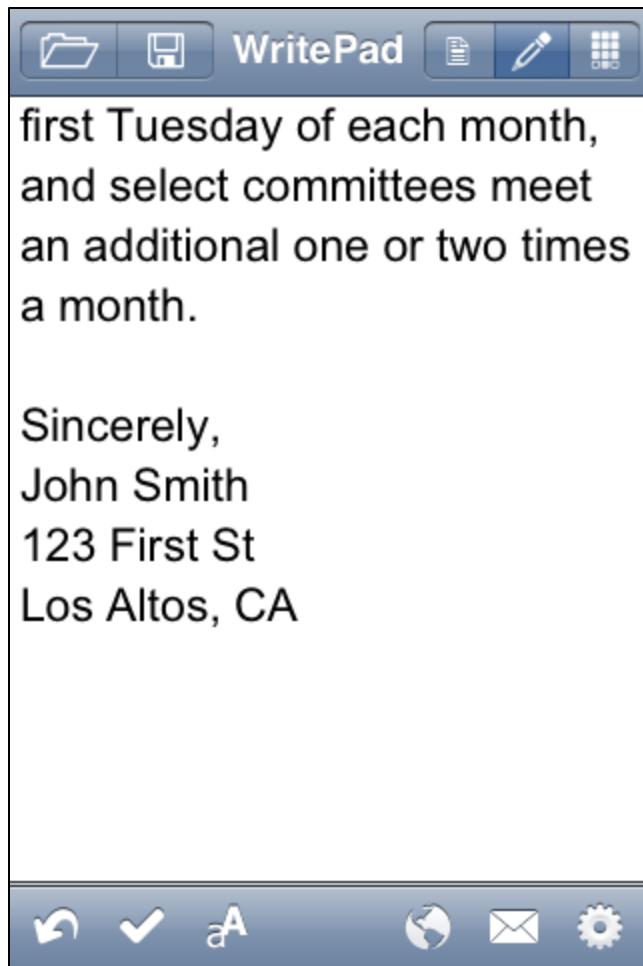 WritePad
first Tuesday of each month,
and select committees meet
an additional one or two times
a month.
Sincerely,
John Smith
123 First St
Los Altos, CA
aA